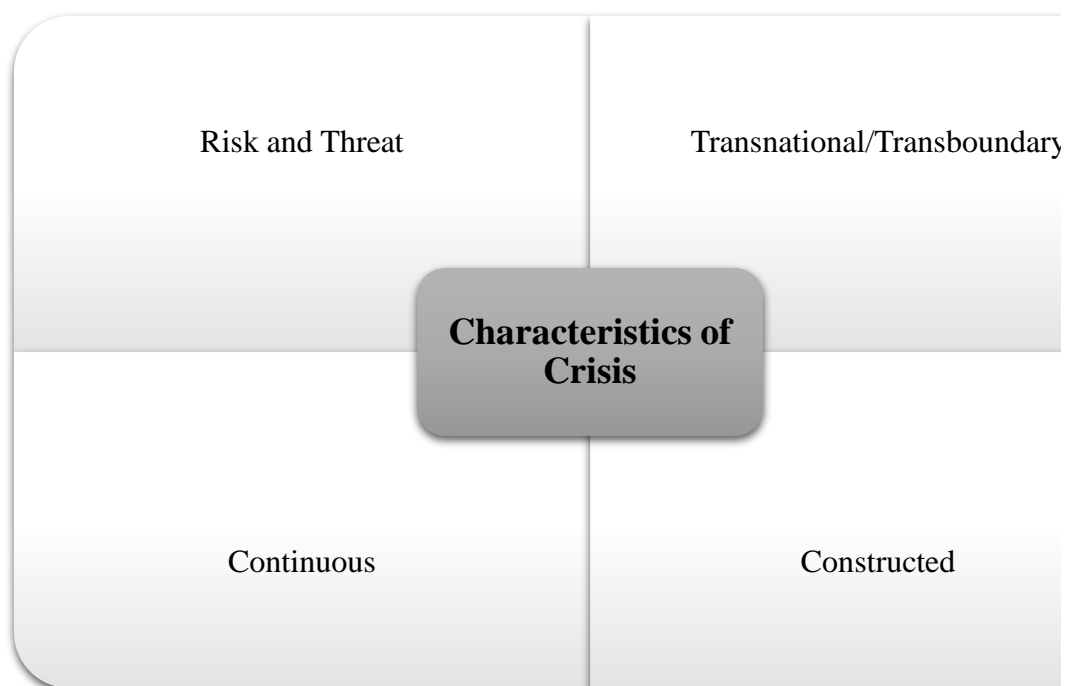 Risk and Threat
Transnational/Transboundary
Characteristics of
Crisis
Continuous
Constructed